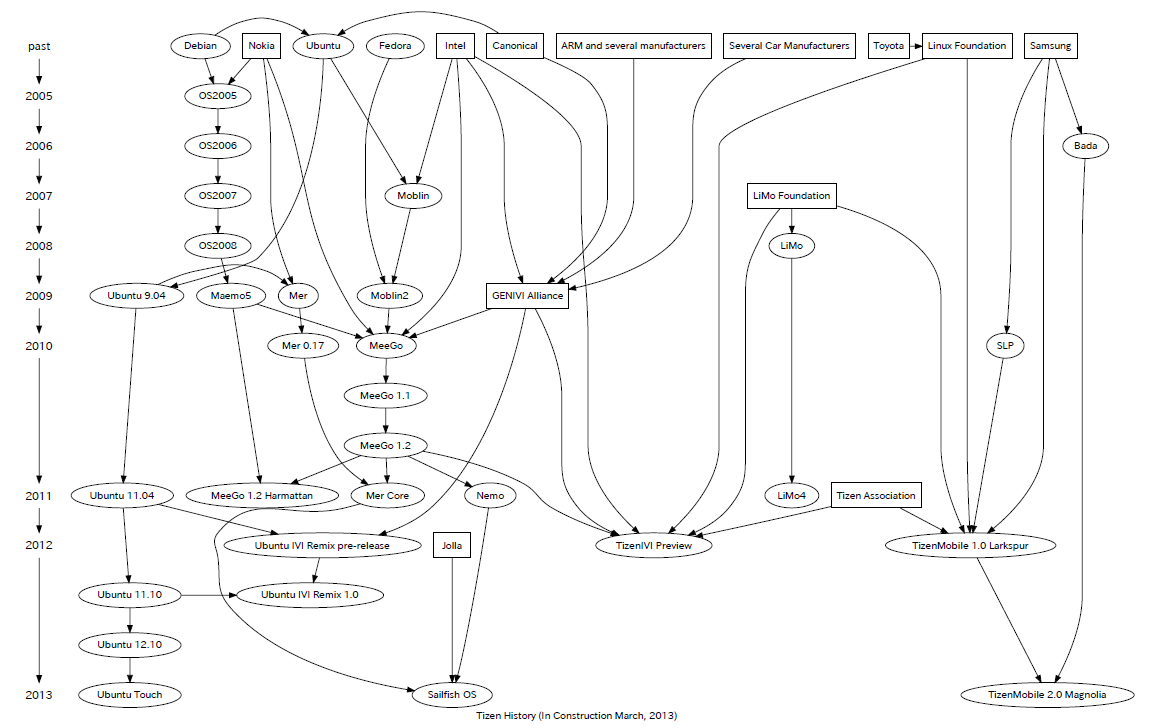 past
Debian
Nokia
Ubuntu
Fedora
Intel
Canonical
ARM and several manufacturers
Several Car Manufacturers
Toyota
Linux Foundation
Samsung
2005
OS2005
2006
OS2006
Bada
2007
OS2007
Moblin
LiMo Foundation
2008
OS2008
LiMo
2009
Ubuntu 9.04
Maemo5
Mer
Moblin2
GENIVI Alliance
2010
Mer 0.17
MeeGo
SLP
MeeGo 1.1
MeeGo 1.2
2011
Ubuntu 11.04
MeeGo 1.2 Harmattan
Mer Core
Nemo
LiMo4
Tizen Association
2012
Ubuntu IVI Remix pre-release
Jolla
TizenIVI Preview
TizenMobile 1.0 Larkspur
Ubuntu 11.10
Ubuntu IVI Remix 1.0
Ubuntu 12.10
2013
Ubuntu Touch
Sailfish OS
TizenMobile 2.0 Magnolia
Tizen History (In Construction March, 2013)